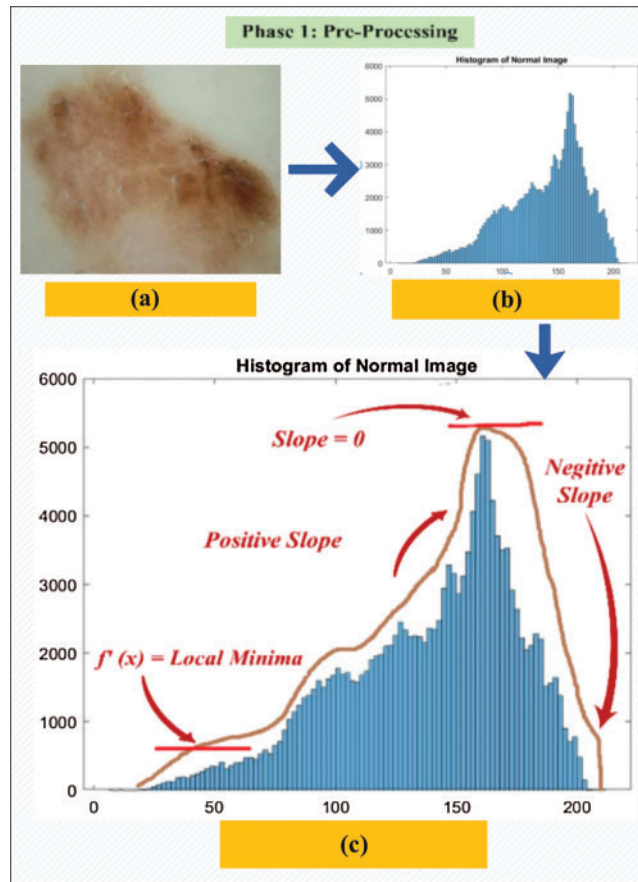 Phase 1: Pre-Processing
(a)
Histogram of Normal Image
6000
5000
4000
3000
2000
1000
0
0 50 100 150 200
(b)
Histogram of Normal Image
6000
5000
4000
3000
2000
1000
0
Slope = 0
Negitive
Slope
Positive Slope
f' (x) = Local Minima
0 50 100 150 200
(c)